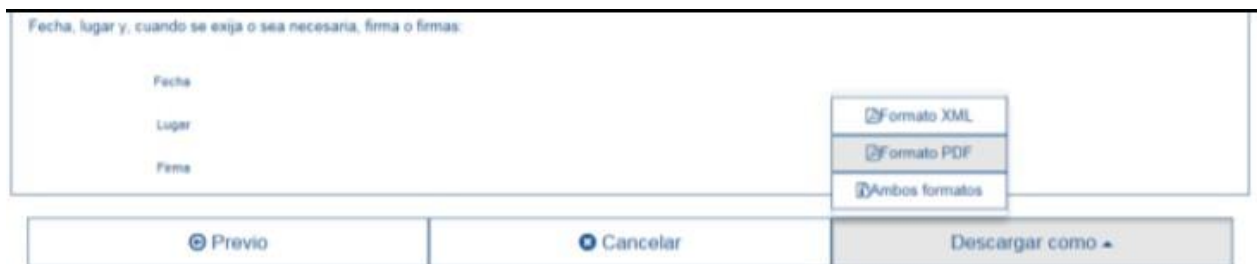 Fecha, lugar y, cuando se exija o sea necesaria, firma o firmas:
Fecha
Lugar
Firma
Formato XML
Formato PDF
Ambos formatos
Previo
Cancelar
Descargar como